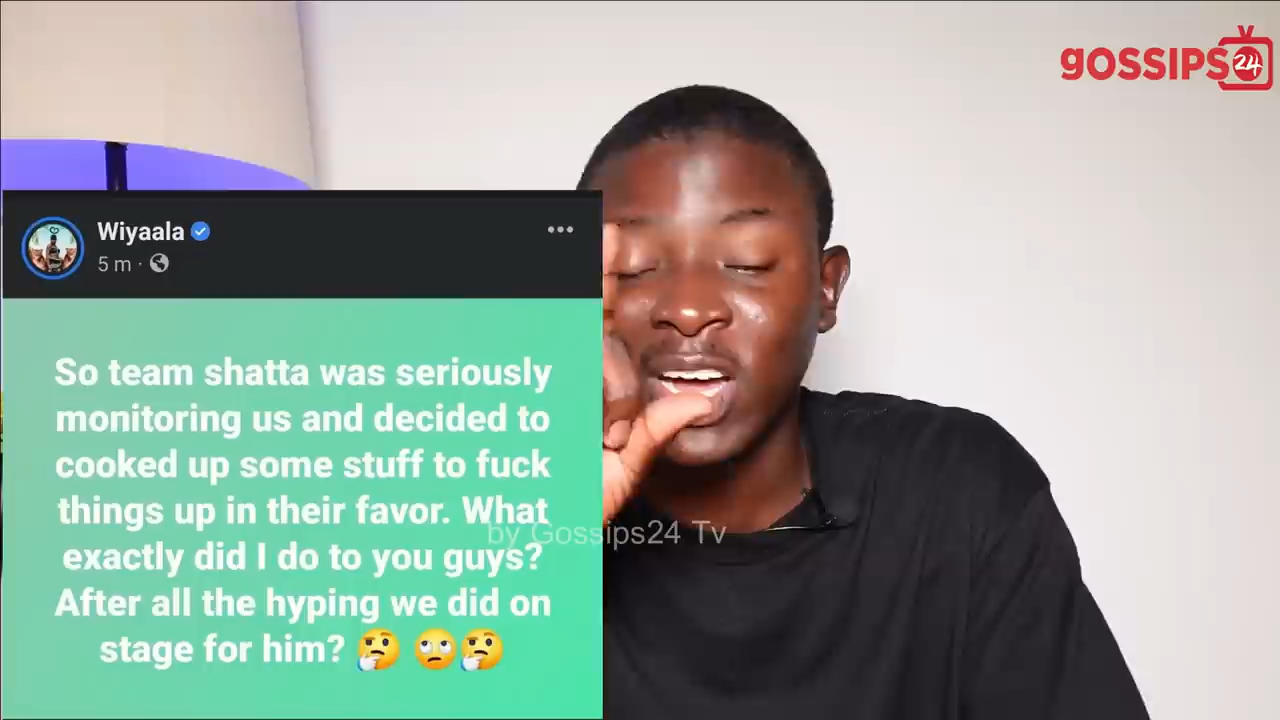 gOSSIPS24
Wiyaala
5 m ·
So team shatta was seriously
monitoring us and decided to
cooked up some stuff to fuck
things up in their favor. What
exactly did I do to you guys?
After all the hyping we did on
stage for him? 🤔 🙄🤔
by Gossips24 Tv